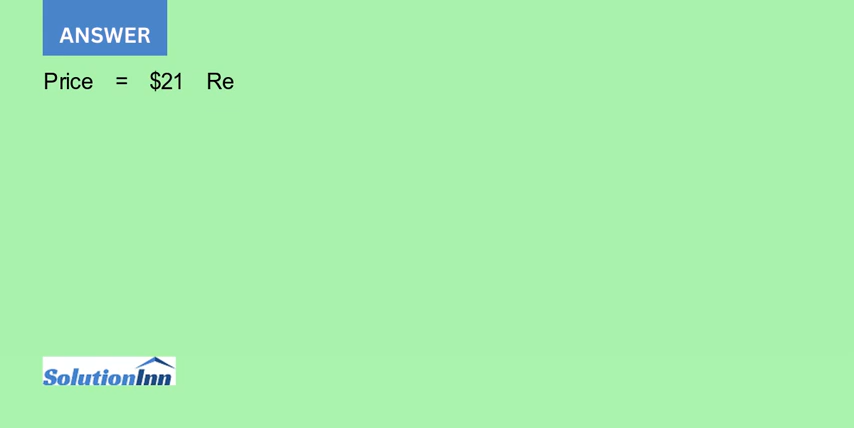 ANSWER
Price = $21 Re
SolutionInn